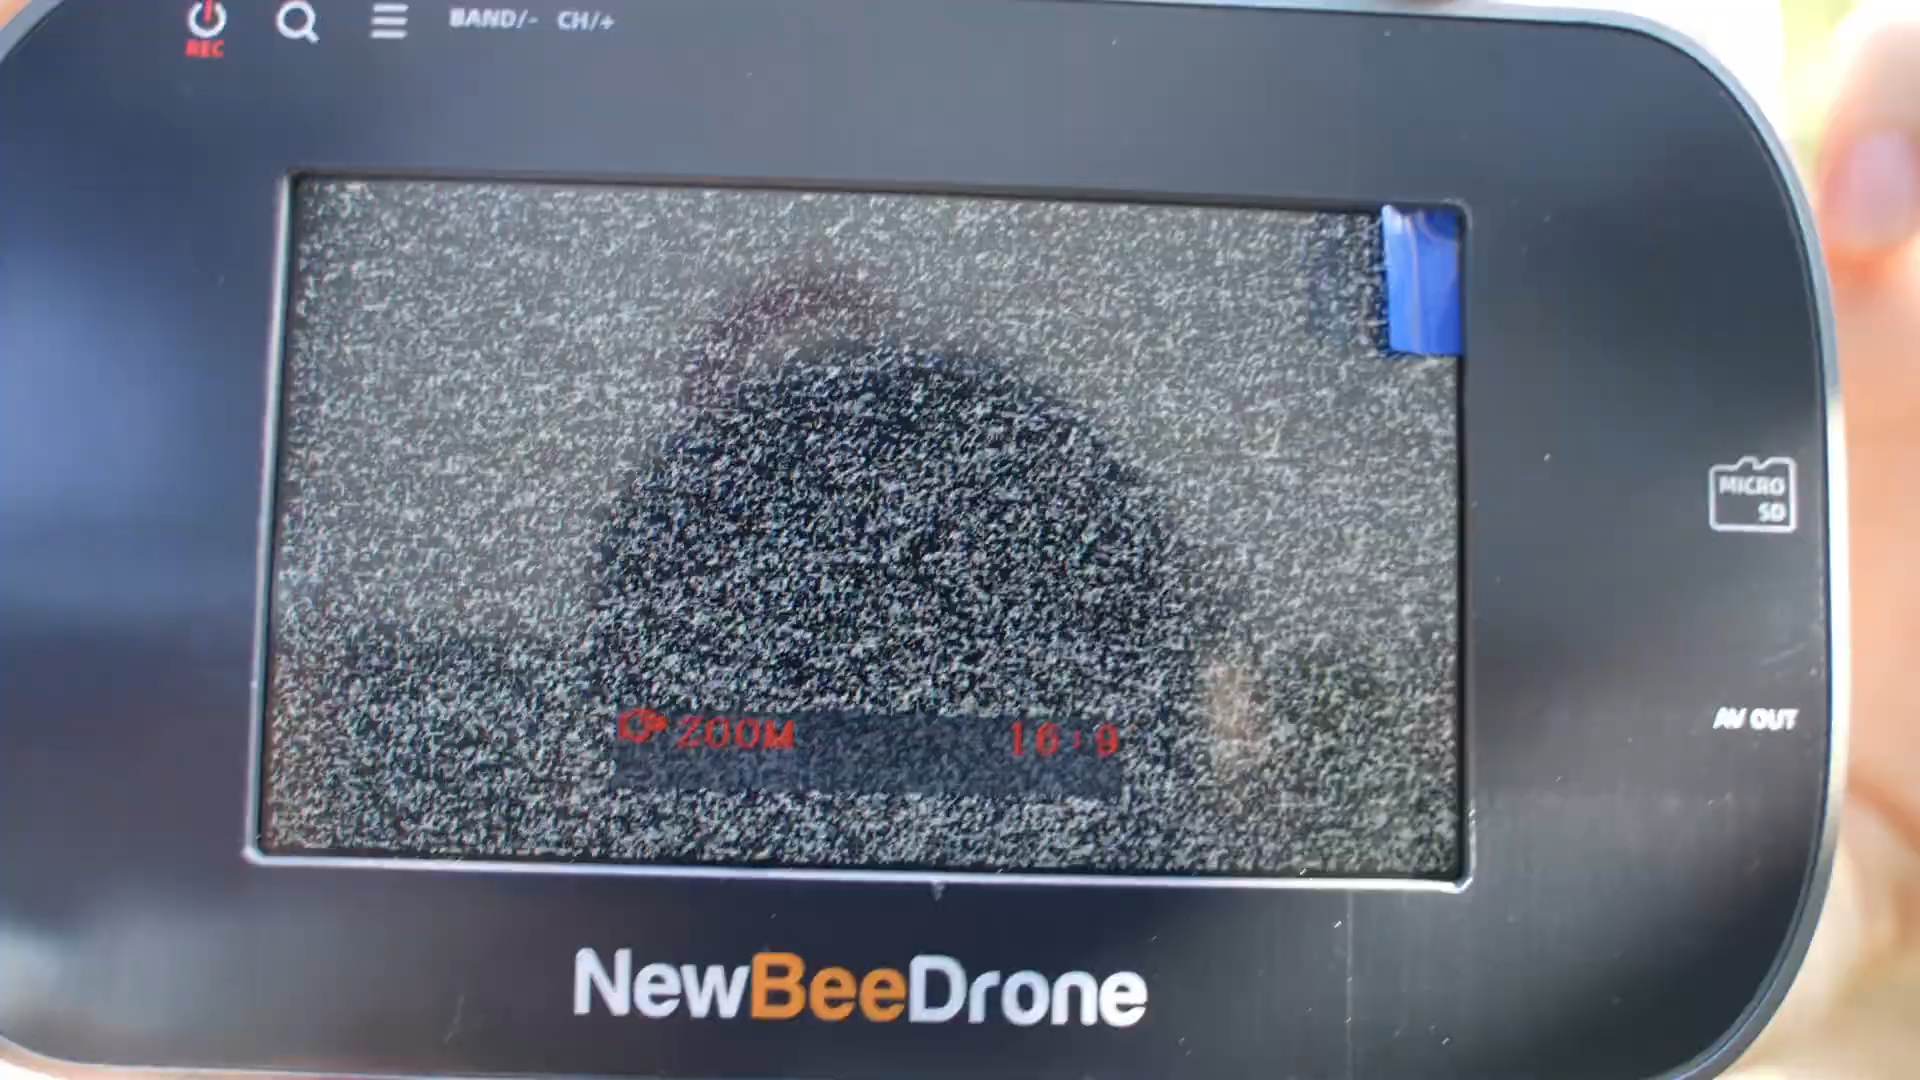 REC
BAND/- CH/+
MICRO
SD
AV OUT
ZOOM 16:9
NewBeeDrone